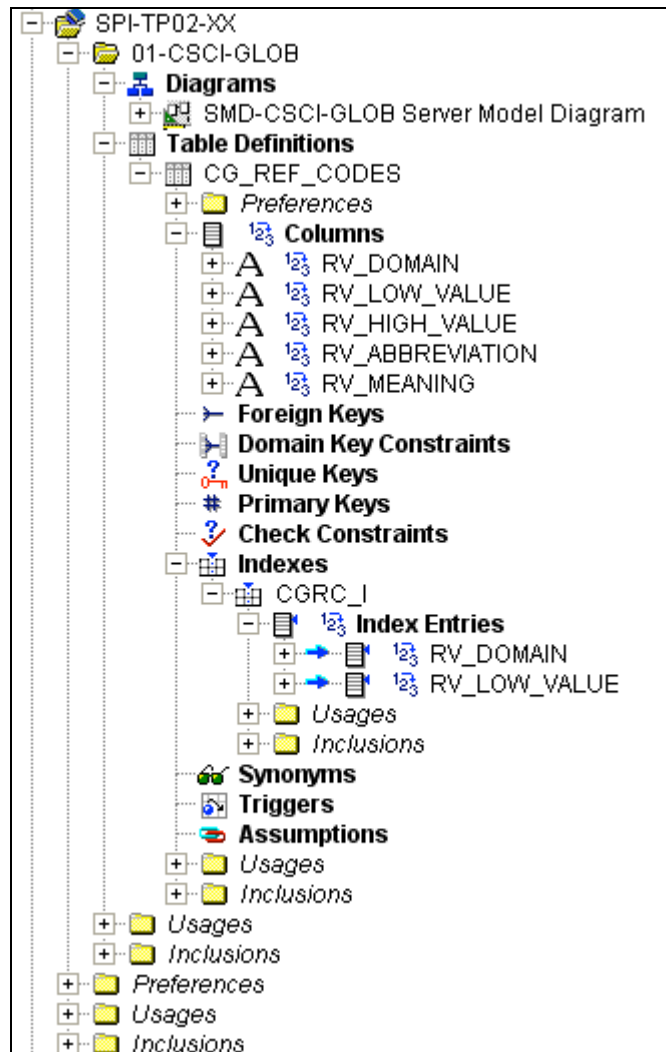 SPI-TP02-XX
01-CSCI-GLOB
Diagrams
SMD-CSCI-GLOB Server Model Diagram
Table Definitions
CG_REF_CODES
Preferences
Columns
RV_DOMAIN
RV_LOW_VALUE
RV_HIGH_VALUE
RV_ABBREVIATION
RV_MEANING
Foreign Keys
Domain Key Constraints
Unique Keys
Primary Keys
Check Constraints
Indexes
CGRC_I
Index Entries
RV_DOMAIN
RV_LOW_VALUE
Usages
Inclusions
Synonyms
Triggers
Assumptions
Usages
Inclusions
Usages
Inclusions
Preferences
Usages
Inclusions